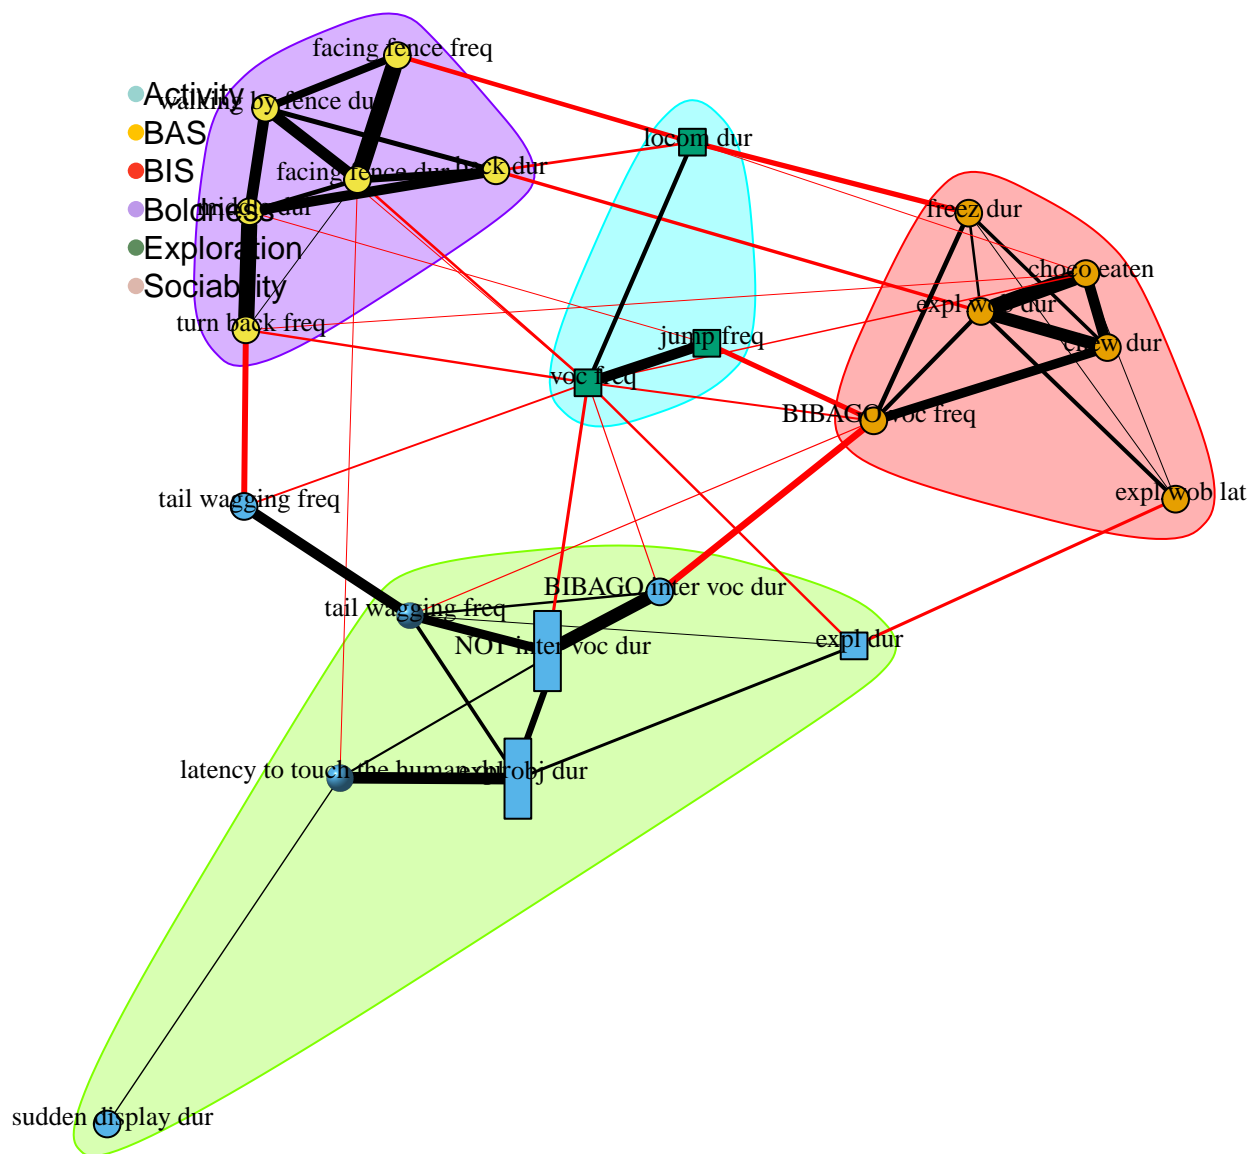 facing fence freq
Activity
walking by fence dur
BAS
locom dur
BIS
facing fence dur
back dur
Boldness
middle dur
freez dur
Exploration
choco eaten
Sociability
expl wob dur
turn back freq
jump freq
chew dur
voc freq
BIBAGO voc freq
expl wob lat
tail wagging freq
BIBAGO inter voc dur
tail wagging freq
NOT inter voc dur
expl dur
latency to touch the human
obj dur
sudden display dur